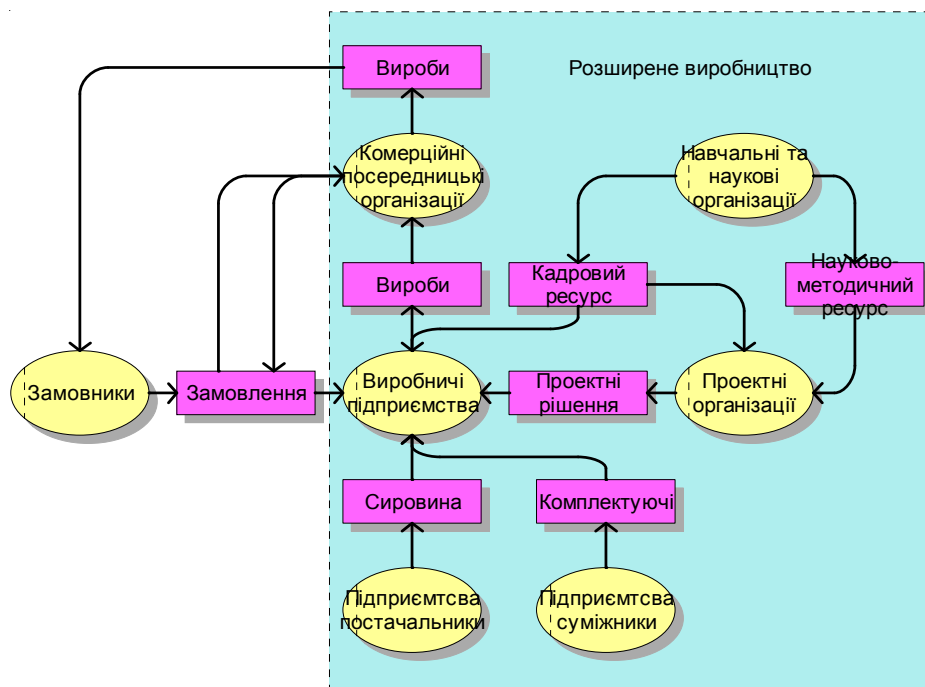 Вироби
Розширене виробництво
Комерційні
посередницькі
організації
Навчальні та
наукові
організації
Вироби
Кадровий
ресурс
Науково-
методичний
ресурс
Замовники
Замовлення
Виробничі
підприємства
Проектні
рішення
Проектні
організації
Сировина
Комплектуючі
Підприємтсва
постачальники
Підприємтсва
суміжники